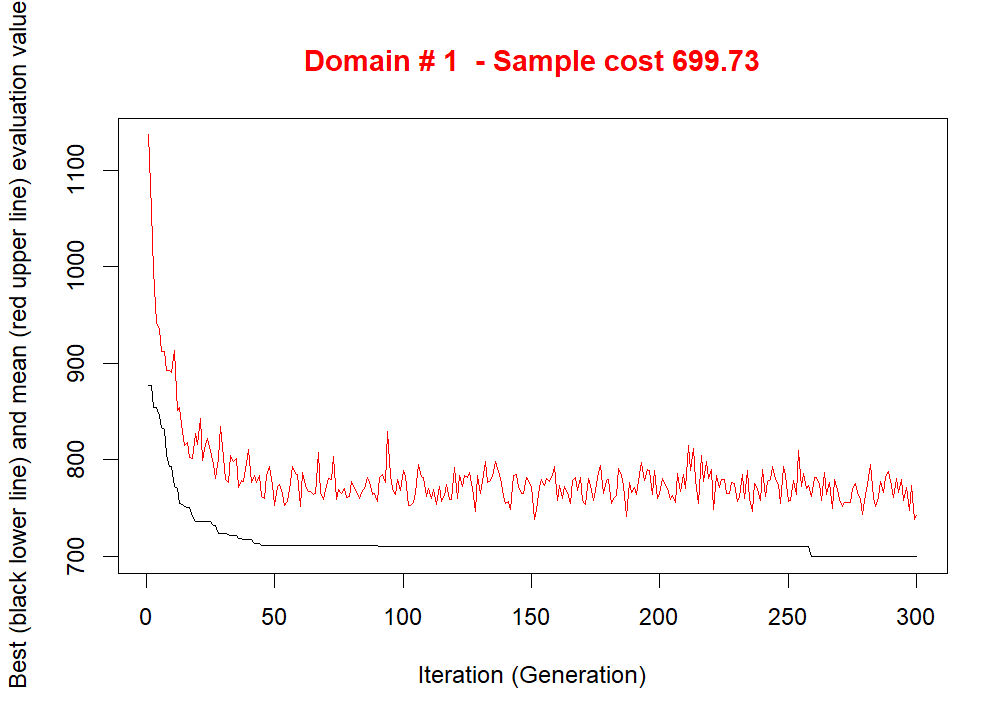 Domain # 1  - Sample cost 699.73
Best (black lower line) and mean (red upper line) evaluation value
1100
1000
900
800
700
0 50 100 150 200 250 300
Iteration (Generation)